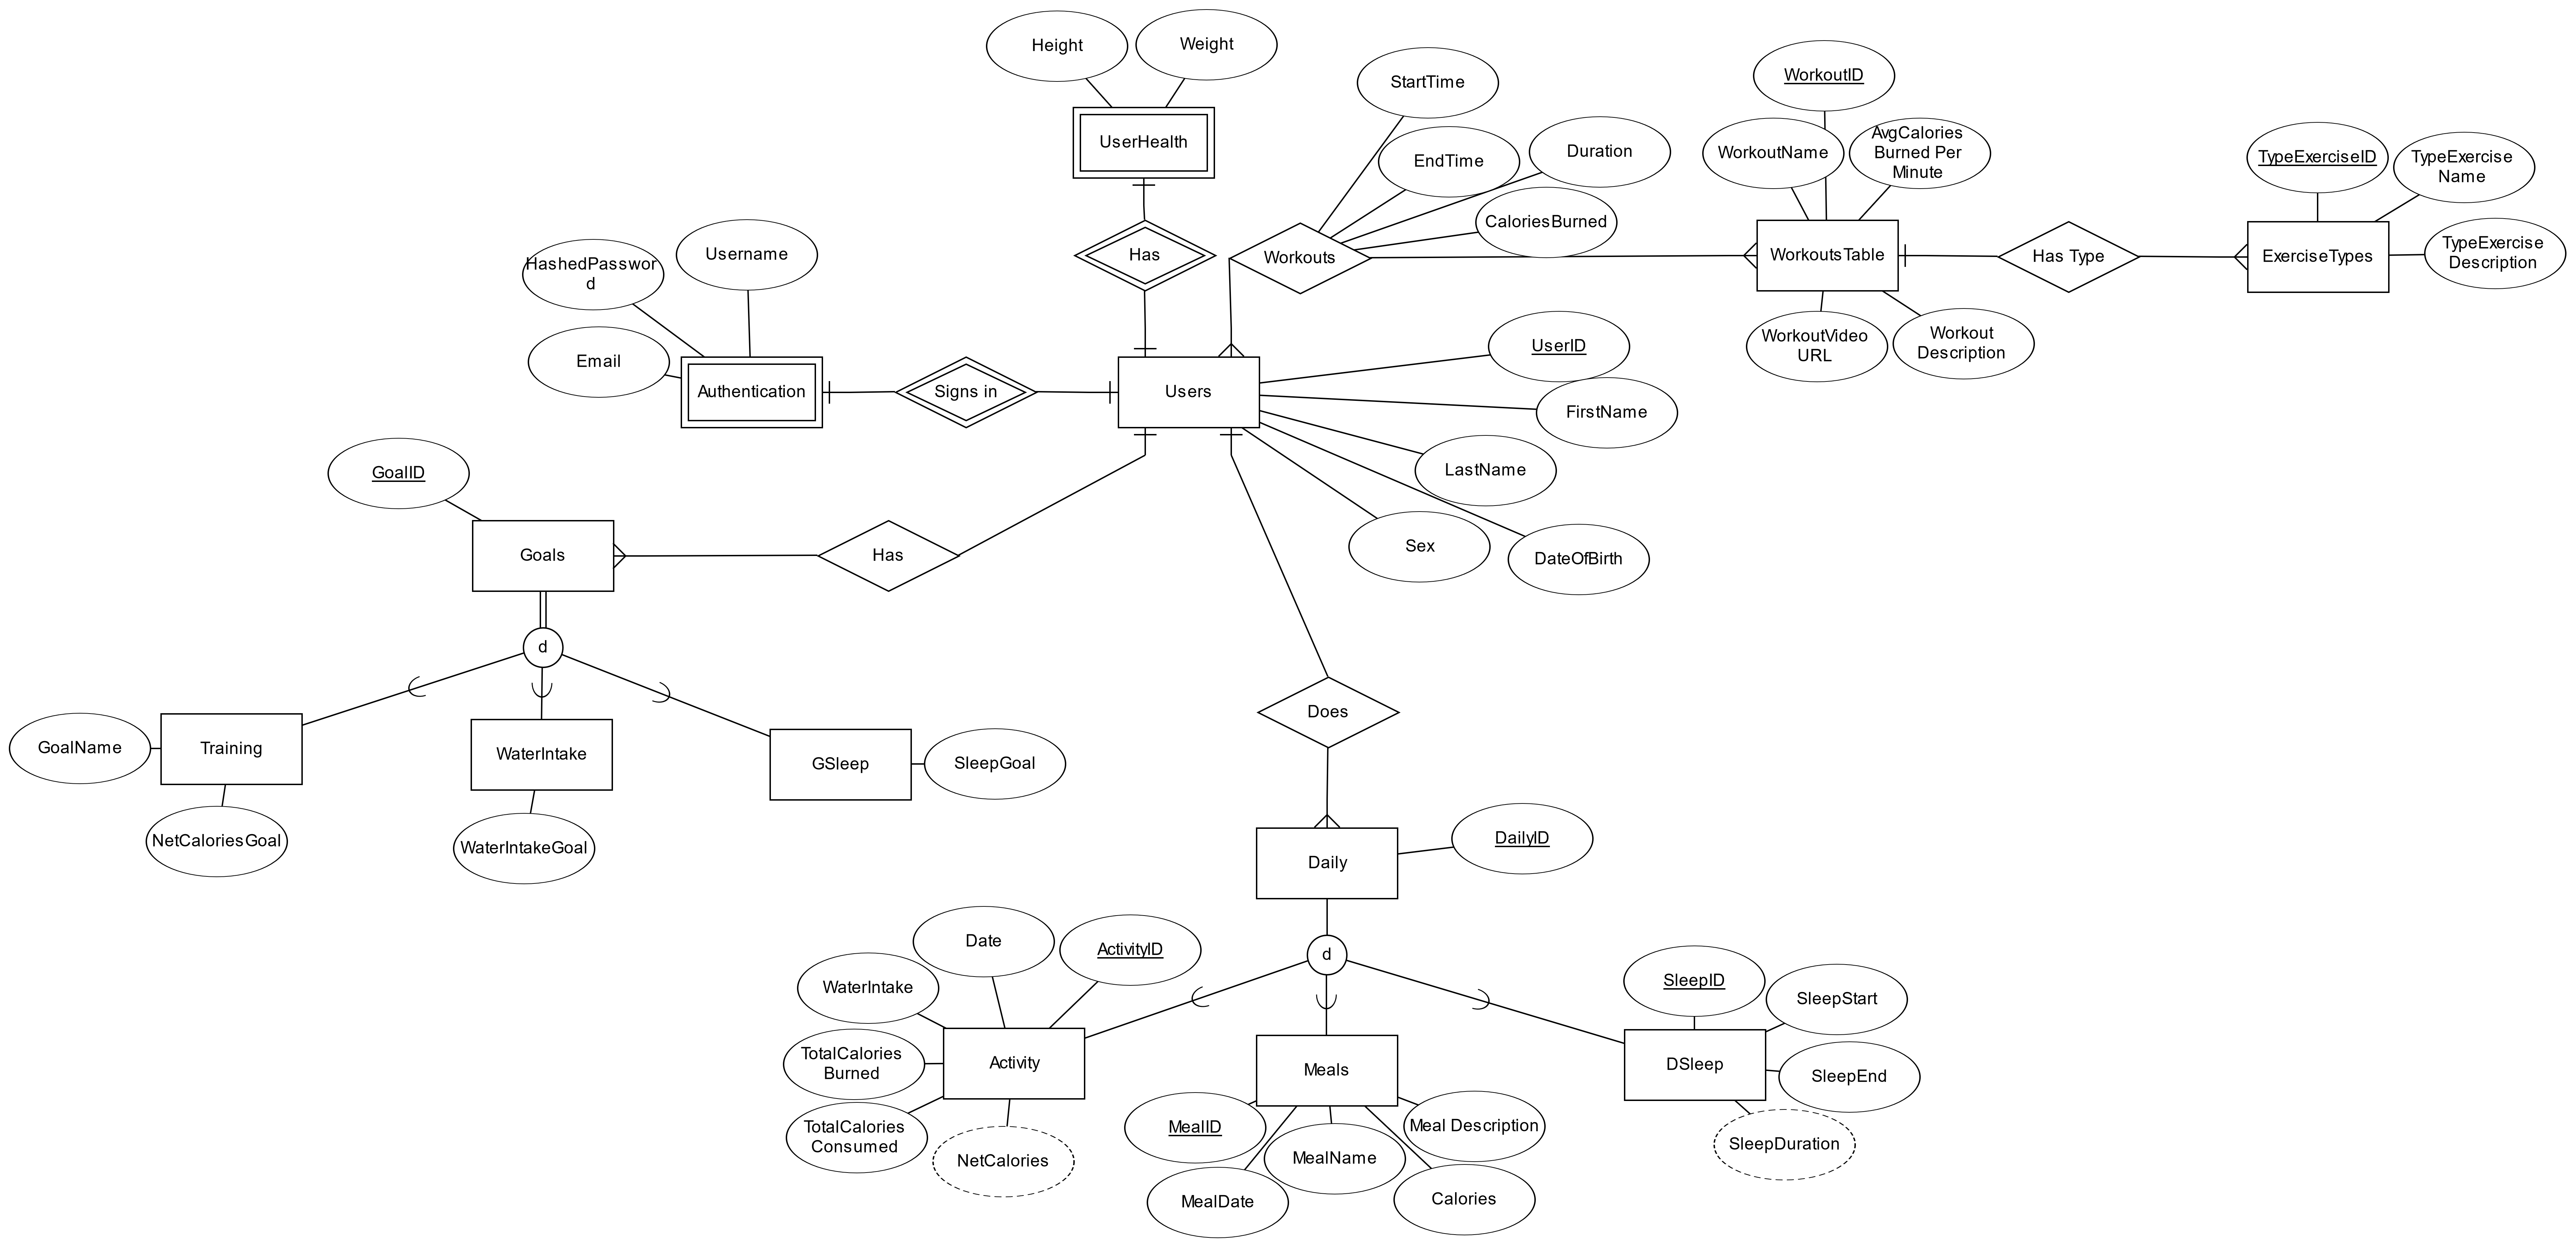 Height
Weight
UserHealth
Has
StartTime
EndTime
Duration
CaloriesBurned
Workouts
WorkoutID
WorkoutName
AvgCalories
Burned Per
Minute
WorkoutsTable
WorkoutVideo
URL
Workout
Description
Has Type
TypeExerciseID
TypeExercise
Name
ExerciseTypes
TypeExercise
Description
HashedPasswor
d
Username
Email
Authentication
Signs in
Users
UserID
FirstName
LastName
Sex
DateOfBirth
GoalID
Goals
Has
d
GoalName
Training
NetCaloriesGoal
WaterIntake
WaterIntakeGoal
GSleep
SleepGoal
Does
Daily
DailyID
d
Date
ActivityID
WaterIntake
TotalCalories
Burned
Activity
TotalCalories
Consumed
NetCalories
Meals
MealID
MealDate
MealName
Meal Description
Calories
SleepID
SleepStart
DSleep
SleepEnd
SleepDuration